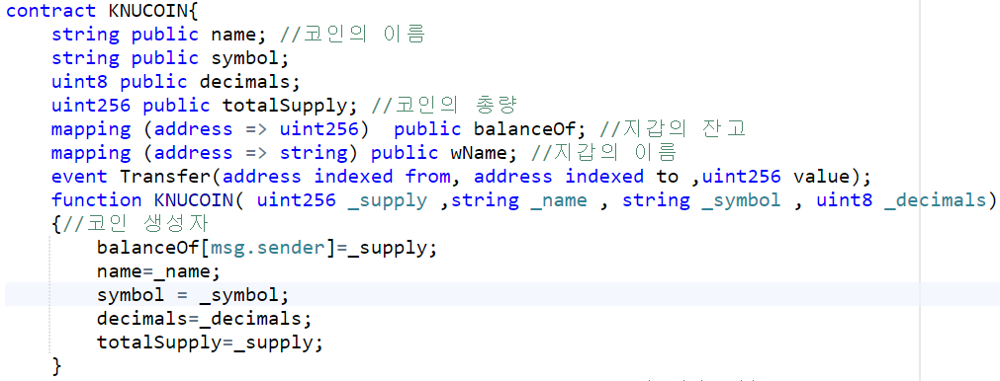 contract KNUCOIN{
string public name; //코인의 이름
string public symbol;
uint8 public decimals;
uint256 public totalSupply; //코인의 총량
mapping (address => uint256)  public balanceOf; //지갑의 잔고
mapping (address => string) public wName; //지갑의 이름
event Transfer(address indexed from, address indexed to ,uint256 value);
function KNUCOIN( uint256 _supply ,string _name , string _symbol , uint8 _decimals)
{//코인 생성자
balanceOf[msg.sender]=_supply;
name=_name;
symbol = _symbol;
decimals=_decimals;
totalSupply=_supply;
}